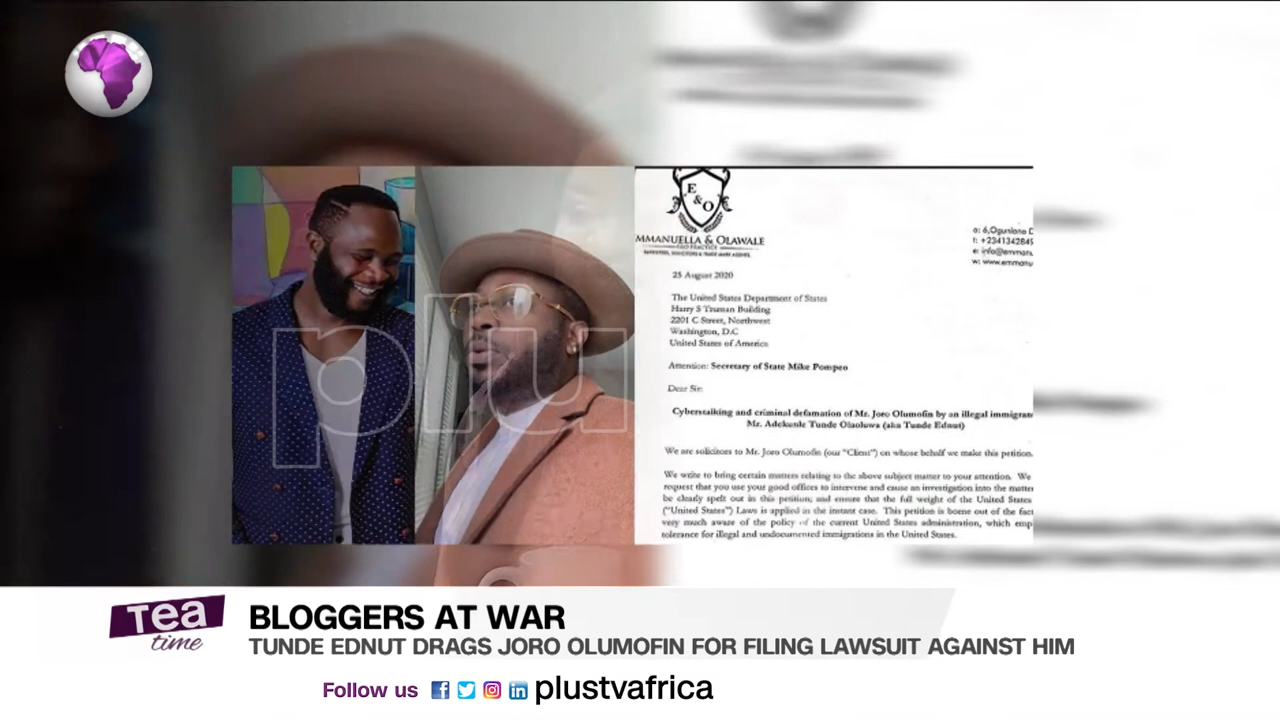 plu
E
&
O
MMANUELLA & OLAWALE
a: 6,Ogunlana D
t: +2341342845
e: info@emmanu
w: www.emmanu
25 August 2020
The United States Department of States
Harry S Truman Building
2201 C Street, Northwest
Washington, D.C
United States of America
Attention: Secretary of State Mike Pompeo
Dear Sir:
Cyberstalking and criminal defamation of Mr. Joro Olumofin by an illegal immigrant
Mr. Adekunle Tunde Olaoluwa (aka Tunde Ednut)
We are solicitors to Mr. Joro Olumofin (our "Client") on whose behalf we make this petition.
We write to bring certain matters relating to the above subject matter to your attention. We
request that you use your good offices to intervene and cause an investigation into the matter
be clearly spelt out in this petition; and ensure that the full weight of the United States
("United States") Laws is applied in the instant case. This petition is borne out of the fact
very much aware of the policy of the current United States administration, which emp
tolerance for illegal and undocumented immigrations in the United States.
Tea
time
BLOGGERS AT WAR
TUNDE EDNUT DRAGS JORO OLUMOFIN FOR FILING LAWSUIT AGAINST HIM
Follow us plustvafrica